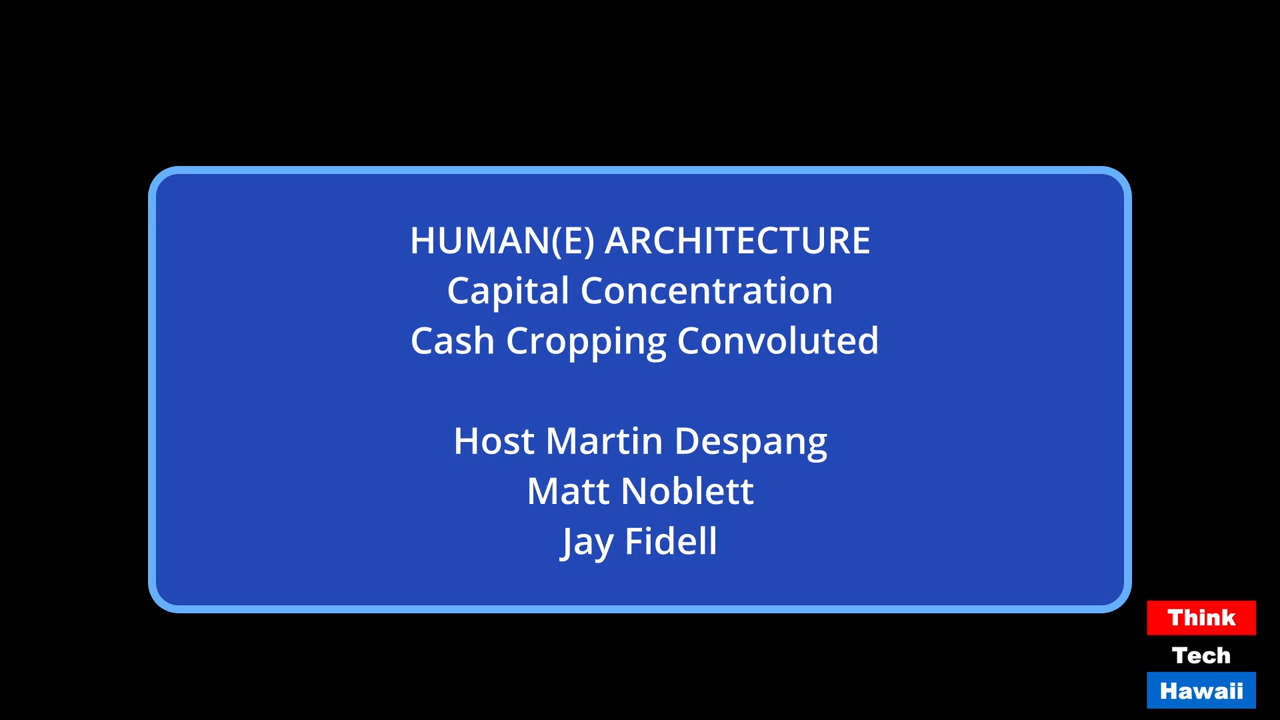 HUMAN(E) ARCHITECTURE
Capital Concentration
Cash Cropping Convoluted
Host Martin Despang
Matt Noblett
Jay Fidell
Think
Tech
Hawaii